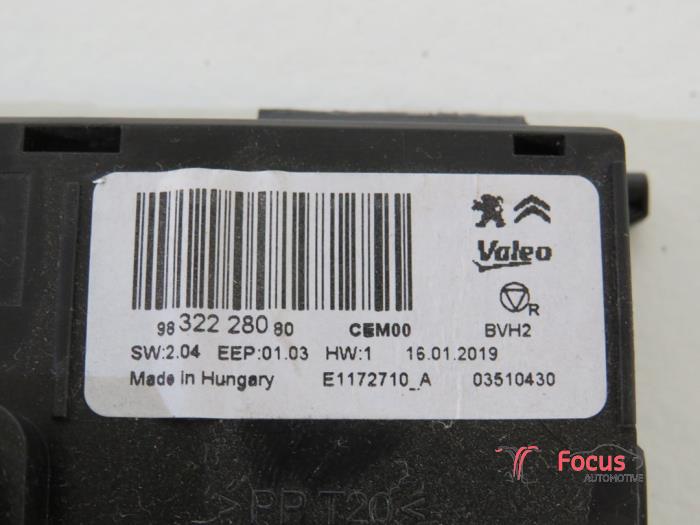 Valeo
R
98 322 280 80 CEM00 BVH2
SW:2.04 EEP:01.03 HW:1 16.01.2019
Made in Hungary E1172710_A 03510430
>PP T20<
Focus
AUTOMOTIVE